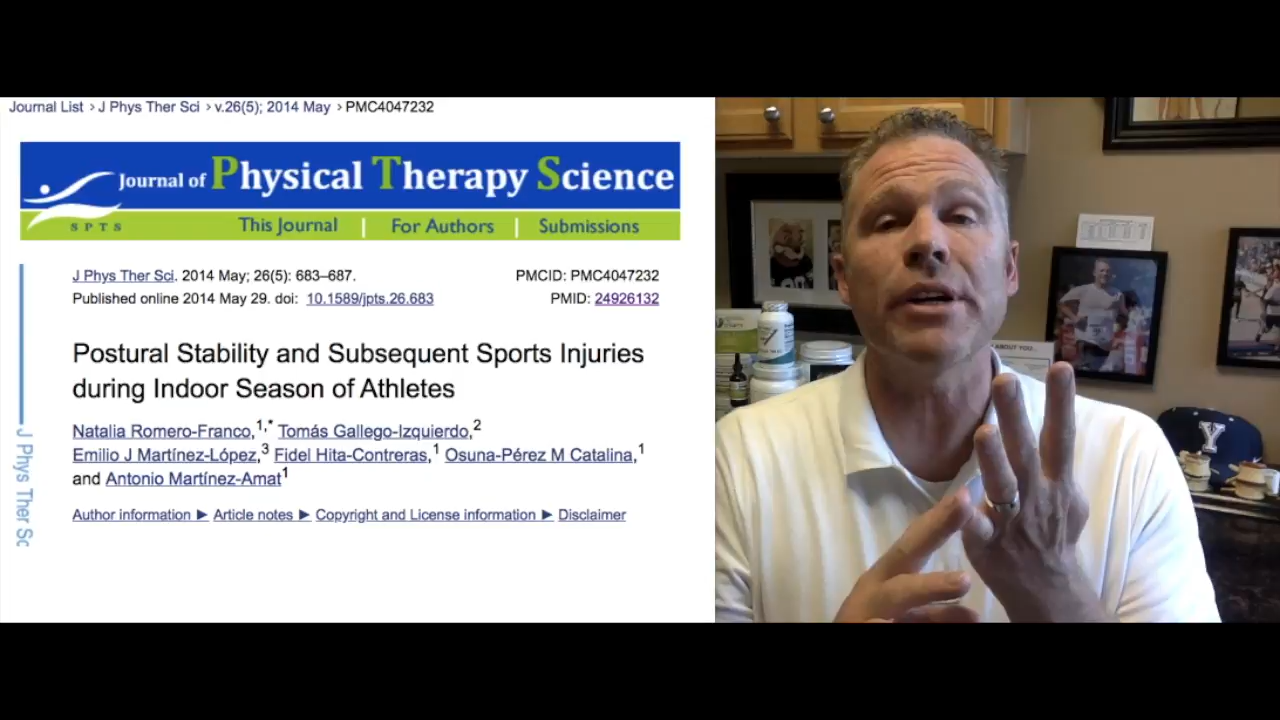 Journal List > J Phys Ther Sci > v.26(5); 2014 May > PMC4047232
Journal of Physical Therapy Science
SPTS
This Journal | For Authors | Submissions
J Phys Ther Sci. 2014 May; 26(5): 683–687.
PMCID: PMC4047232
Published online 2014 May 29. doi: 10.1589/jpts.26.683
PMID: 24926132
Postural Stability and Subsequent Sports Injuries
during Indoor Season of Athletes
Natalia Romero-Franco,1,* Tomás Gallego-Izquierdo,2
Emilio J Martínez-López,3 Fidel Hita-Contreras,1 Osuna-Pérez M Catalina,1
and Antonio Martínez-Amat1
Author information ► Article notes ► Copyright and License information ► Disclaimer
J Phys Ther Sc
ABOUT YOU...
Y